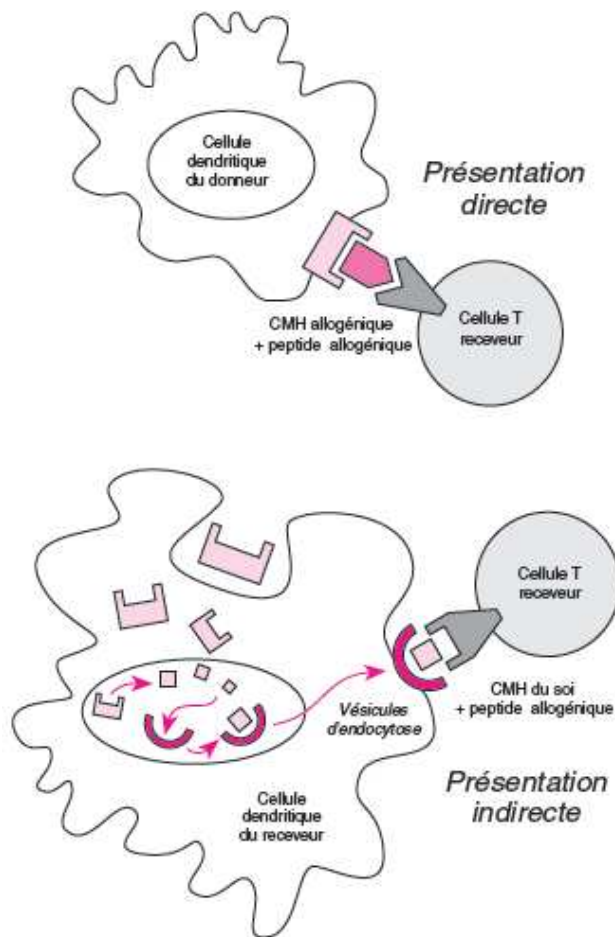 Cellule
dendritique
du donneur
Présentation
directe
CMH allogénique
+ peptide allogénique
Cellule T
receveur
Cellule T
receveur
CMH du soi
+ peptide allogénique
Vésicules
d'endocytose
Présentation
indirecte
Cellule
dendritique
du receveur